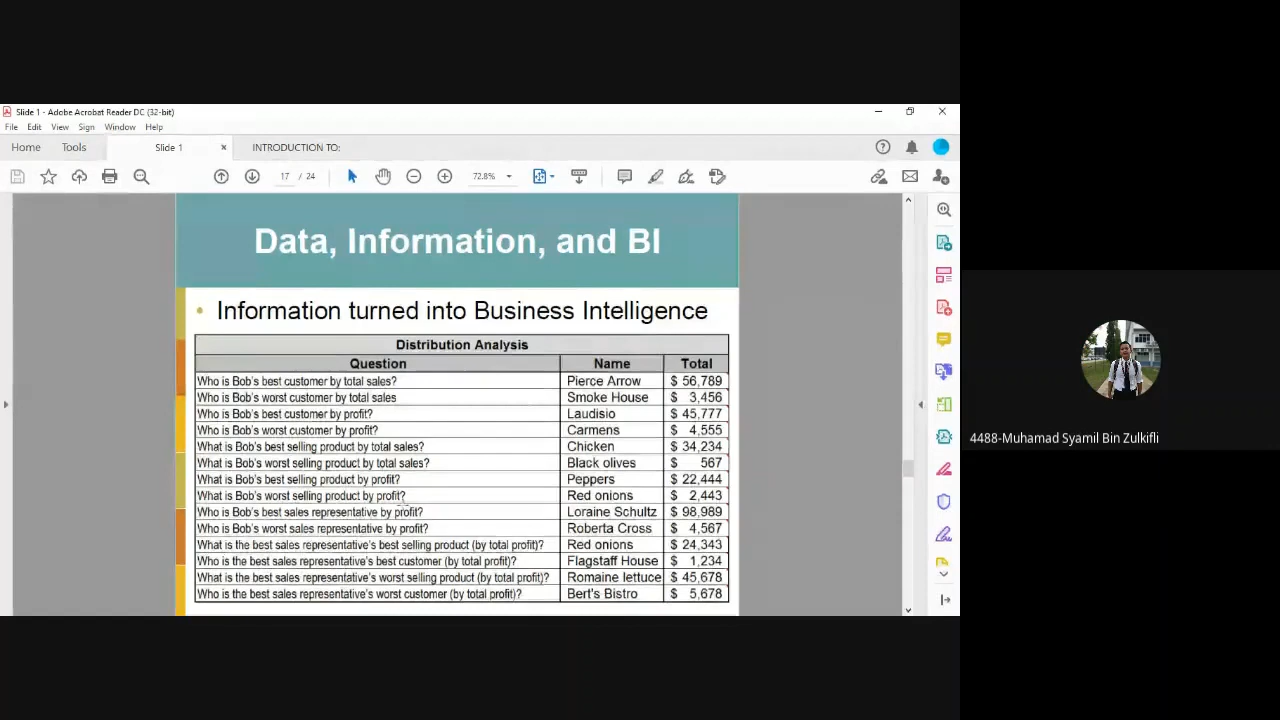 Slide 1 - Adobe Acrobat Reader DC (32-bit)
File Edit View Sign Window Help
Home Tools Slide 1 × INTRODUCTION TO:
17 / 24 72.8%
Data, Information, and BI
• Information turned into Business Intelligence
Distribution Analysis
Question Name Total
Who is Bob's best customer by total sales? Pierce Arrow $ 56,789
Who is Bob's worst customer by total sales Smoke House $ 3,456
Who is Bob's best customer by profit? Laudisio $ 45,777
Who is Bob's worst customer by profit? Carmens $ 4,555
What is Bob's best selling product by total sales? Chicken $ 34,234
What is Bob's worst selling product by total sales? Black olives $ 567
What is Bob's best selling product by profit? Peppers $ 22,444
What is Bob's worst selling product by profit? Red onions $ 2,443
Who is Bob's best sales representative by profit? Loraine Schultz $ 98,989
Who is Bob's worst sales representative by profit? Roberta Cross $ 4,567
What is the best sales representative's best selling product (by total profit)? Red onions $ 24,343
Who is the best sales representative's best customer (by total profit)? Flagstaff House $ 1,234
What is the best sales representative's worst selling product (by total profit)? Romaine lettuce $ 45,678
Who is the best sales representative's worst customer (by total profit)? Bert's Bistro $ 5,678
4488-Muhamad Syamil Bin Zulkifli